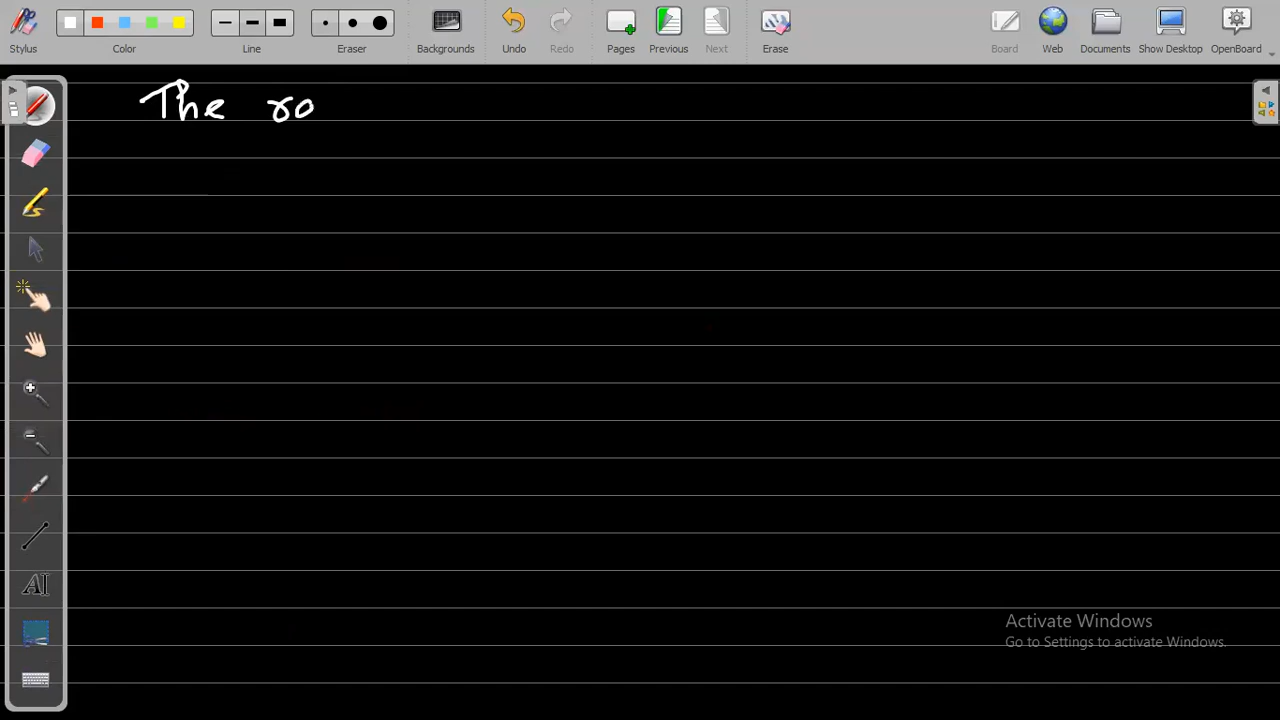 Stylus Color Line Eraser Backgrounds Undo Redo Pages Previous Next Erase Board Web Documents Show Desktop OpenBoard
The ro
AI
Activate Windows
Go to Settings to activate Windows.